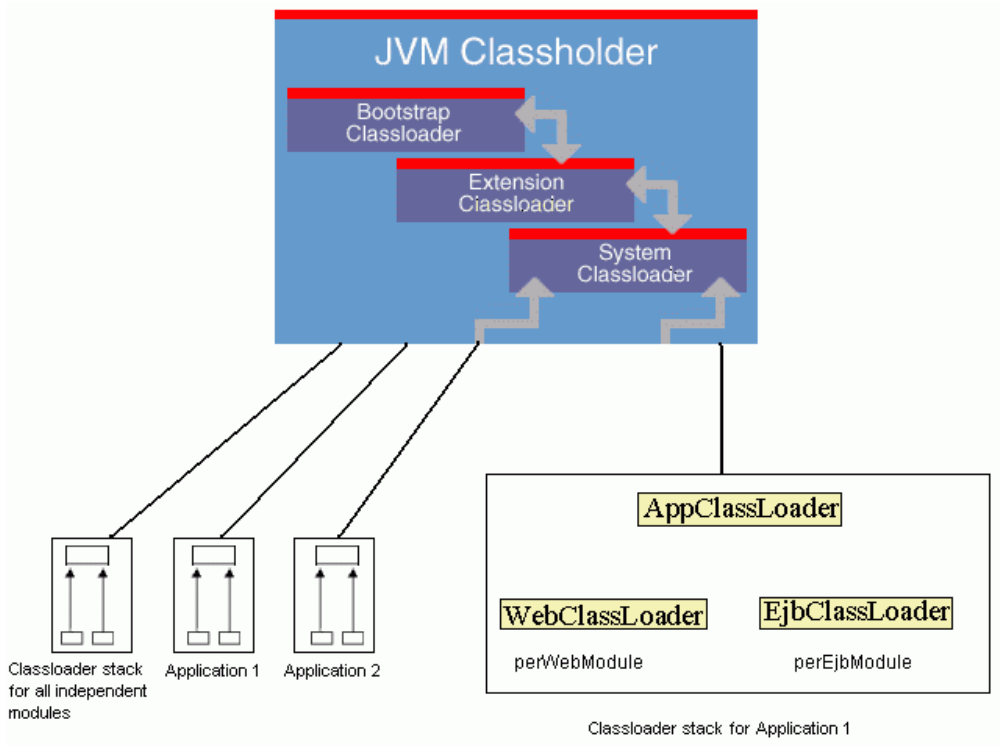 JVM Classholder
Bootstrap
Classloader
Extension
Classloader
System
Classloader
AppClassLoader
WebClassLoader
EjbClassLoader
perWebModule
perEjbModule
Classloader stack
for all independent
modules
Application 1
Application 2
Classloader stack for Application 1